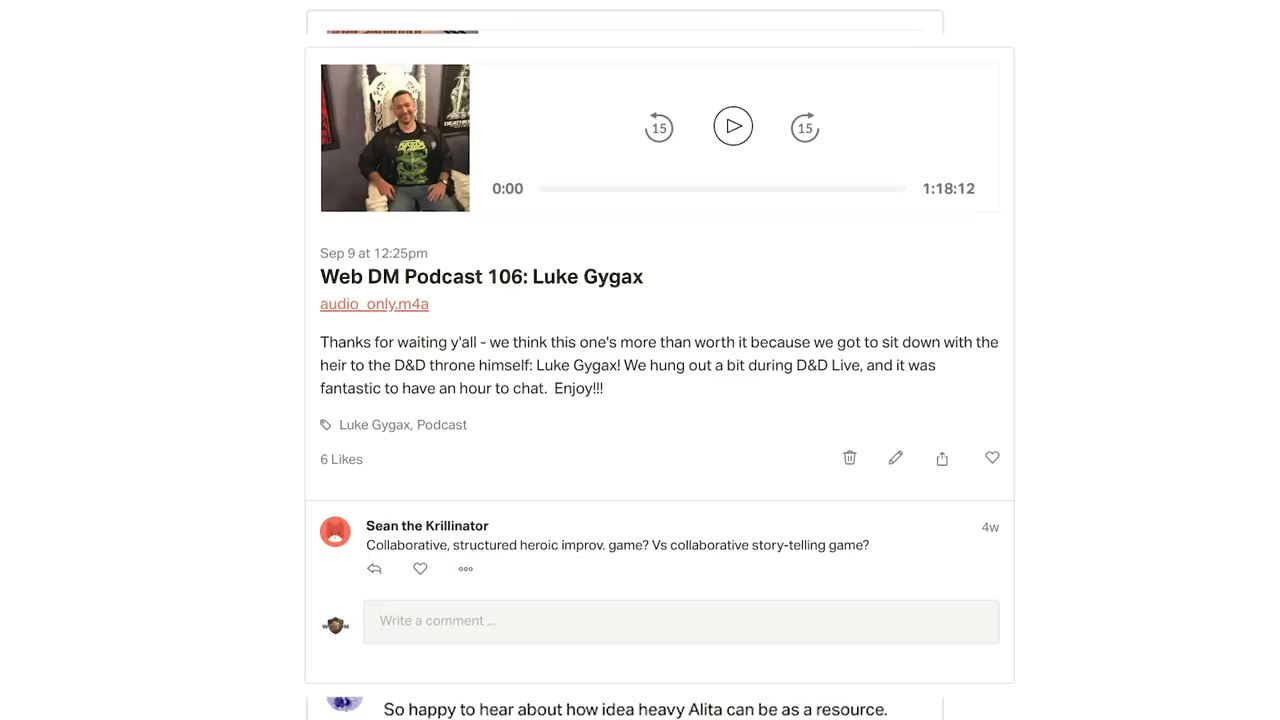 15
15
0:00
1:18:12
Sep 9 at 12:25pm
Web DM Podcast 106: Luke Gygax
audio_only.m4a
Thanks for waiting y'all - we think this one's more than worth it because we got to sit down with the
heir to the D&D throne himself: Luke Gygax! We hung out a bit during D&D Live, and it was
fantastic to have an hour to chat.  Enjoy!!!
Luke Gygax, Podcast
6 Likes
Sean the Krillinator
4w
Collaborative, structured heroic improv. game? Vs collaborative story-telling game?
Write a comment ...
So happy to hear about how idea heavy Alita can be as a resource.